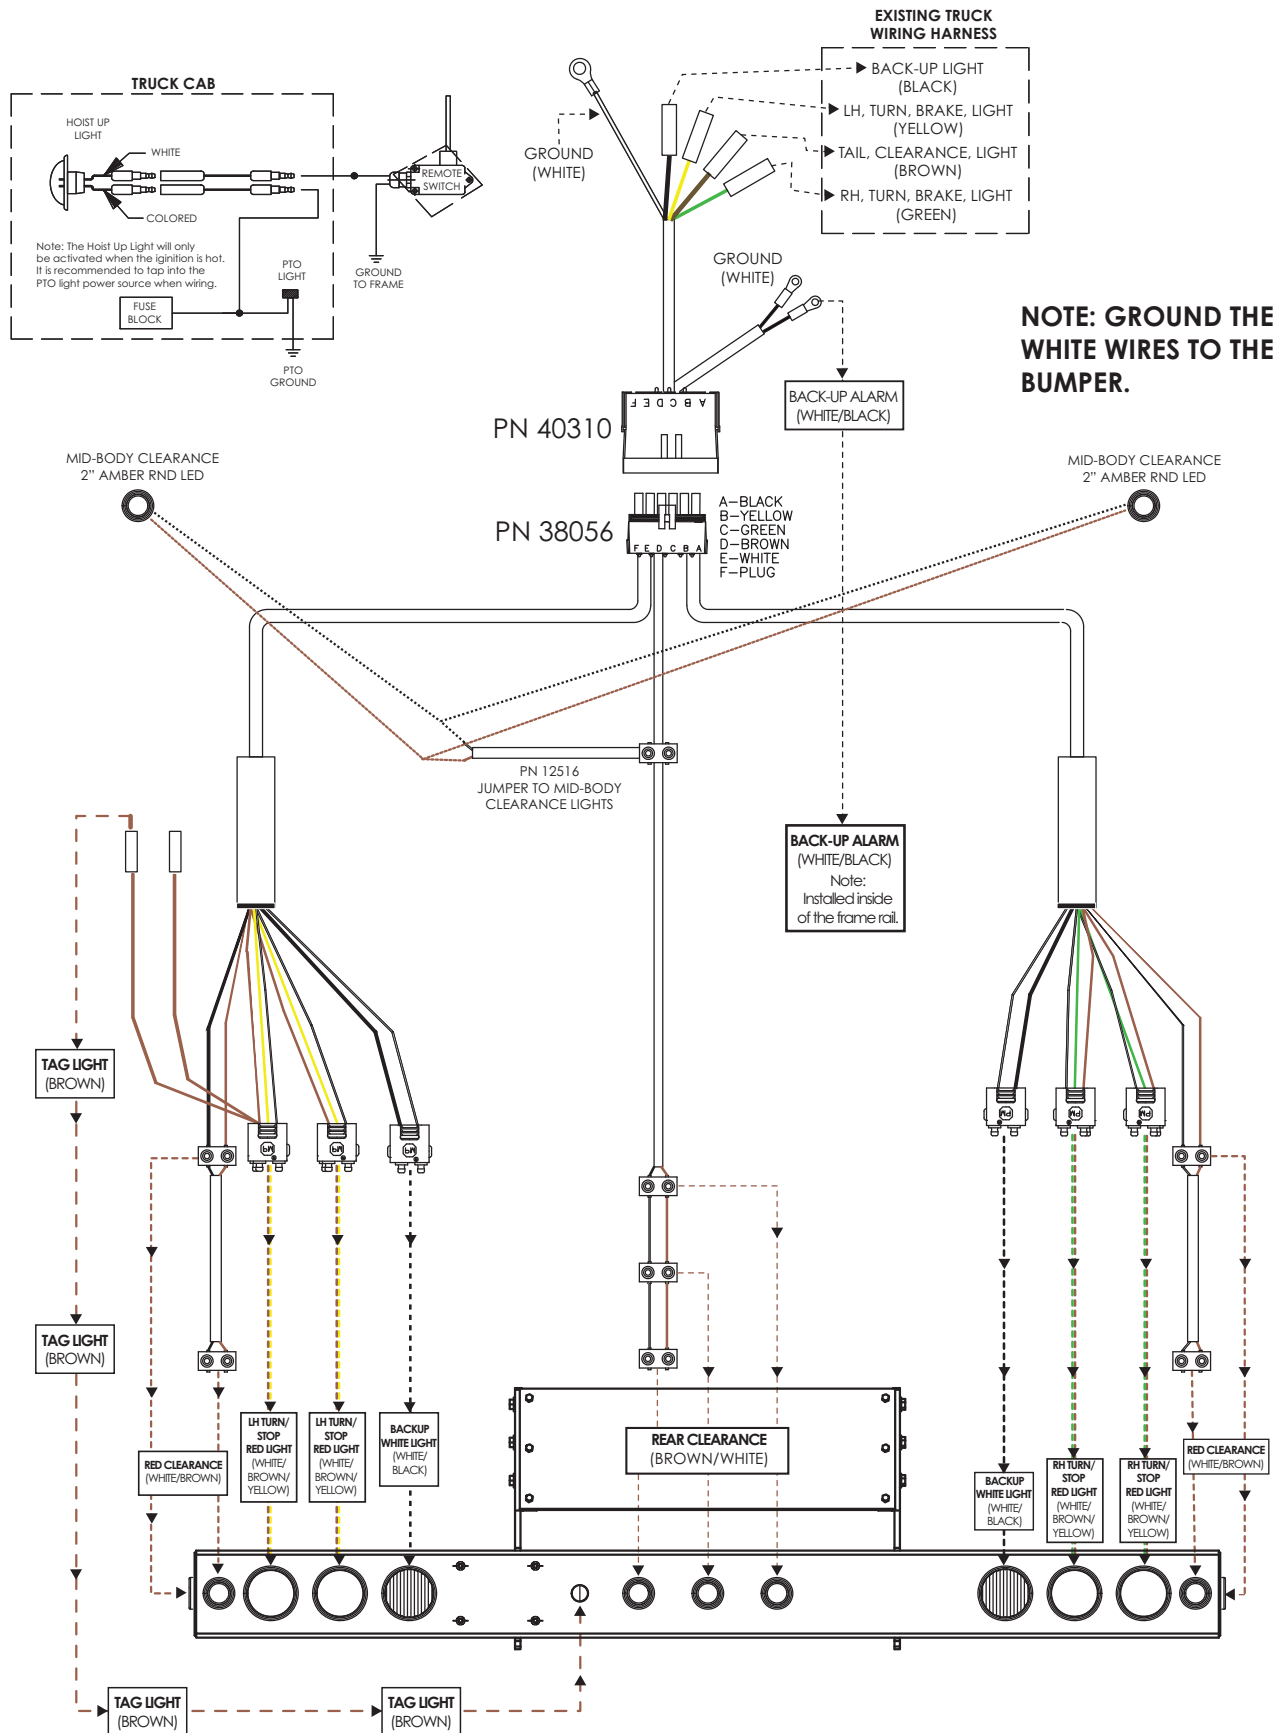 EXISTING TRUCK
WIRING HARNESS
BACK-UP LIGHT
(BLACK)
LH, TURN, BRAKE, LIGHT
(YELLOW)
TAIL, CLEARANCE, LIGHT
(BROWN)
RH, TURN, BRAKE, LIGHT
(GREEN)
TRUCK CAB
HOIST UP
LIGHT
WHITE
COLORED
REMOTE
SWITCH
Note: The Hoist Up Light will only
be activated when the iginition is hot.
It is recommended to tap into the
PTO light power source when wiring.
PTO
LIGHT
FUSE
BLOCK
GROUND
TO FRAME
PTO
GROUND
GROUND
(WHITE)
GROUND
(WHITE)
NOTE: GROUND THE
WHITE WIRES TO THE
BUMPER.
BACK-UP ALARM
(WHITE/BLACK)
F E D C B A
PN 40310
MID-BODY CLEARANCE
2” AMBER RND LED
MID-BODY CLEARANCE
2” AMBER RND LED
PN 38056
F E D C B A
A–BLACK
B–YELLOW
C–GREEN
D–BROWN
E–WHITE
F–PLUG
PN 12516
JUMPER TO MID-BODY
CLEARANCE LIGHTS
BACK-UP ALARM
(WHITE/BLACK)
Note:
Installed inside
of the frame rail.
TAG LIGHT
(BROWN)
PM
PM
PM
PM
PM
PM
TAG LIGHT
(BROWN)
RED CLEARANCE
(WHITE/BROWN)
LH TURN/
STOP
RED LIGHT
(WHITE/
BROWN/
YELLOW)
LH TURN/
STOP
RED LIGHT
(WHITE/
BROWN/
YELLOW)
BACKUP
WHITE LIGHT
(WHITE/
BLACK)
REAR CLEARANCE
(BROWN/WHITE)
BACKUP
WHITE LIGHT
(WHITE/
BLACK)
RH TURN/
STOP
RED LIGHT
(WHITE/
BROWN/
YELLOW)
RH TURN/
STOP
RED LIGHT
(WHITE/
BROWN/
YELLOW)
RED CLEARANCE
(WHITE/BROWN)
TAG LIGHT
(BROWN)
TAG LIGHT
(BROWN)